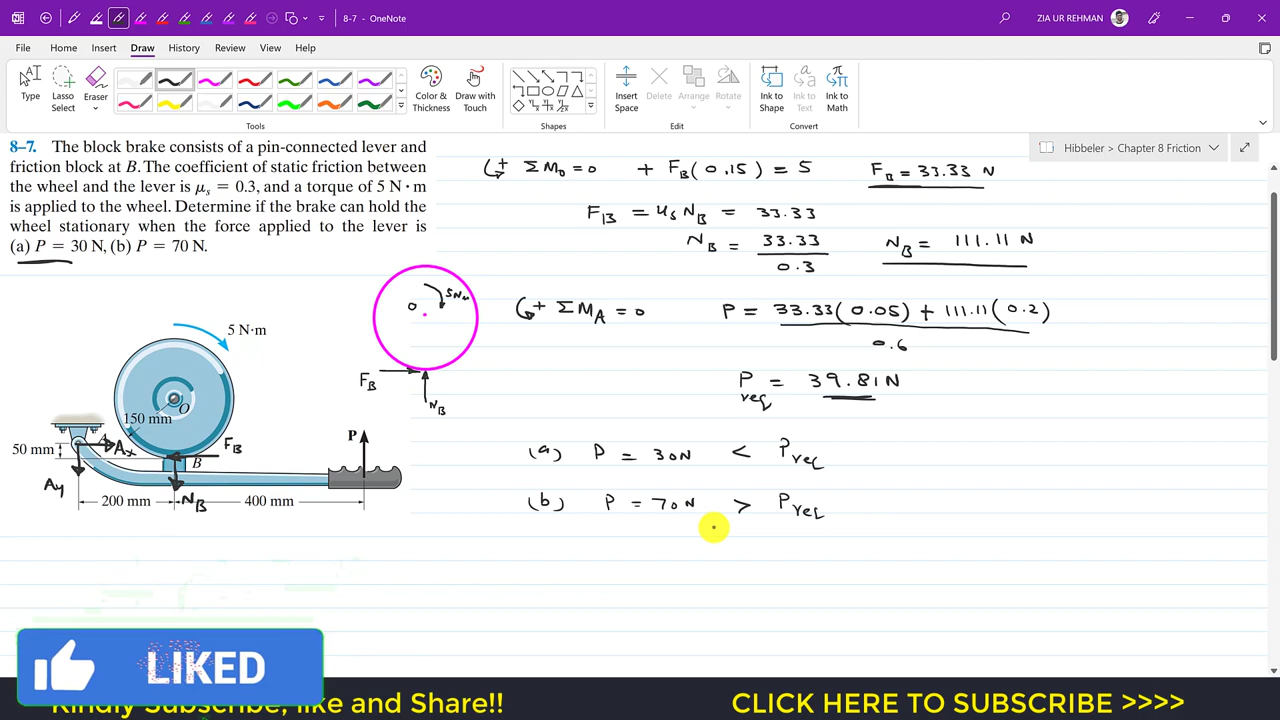 8-7 - OneNote
ZIA UR REHMAN
File Home Insert Draw History Review View Help
Type
Lasso Select
Eraser
Color & Thickness
Draw with Touch
Insert Space
Delete
Arrange
Rotate
Ink to Shape
Ink to Text
Ink to Math
Tools
Shapes
Edit
Convert
Hibbeler > Chapter 8 Friction
8–7. The block brake consists of a pin-connected lever and
friction block at B. The coefficient of static friction between
the wheel and the lever is μs = 0.3, and a torque of 5 N·m
is applied to the wheel. Determine if the brake can hold the
wheel stationary when the force applied to the lever is
(a) P = 30 N, (b) P = 70 N.
5 N·m
150 mm
O
50 mm
Ax
FB
B
P
Ay
NB
200 mm
400 mm
O
5Nm
FB
NB
+ ΣMo = 0 + FB(0.15) = 5 FB = 33.33 N
FB = us NB = 33.33
NB = 33.33 / 0.3 NB = 111.11 N
+ ΣMA = 0 P = 33.33(0.05) + 111.11(0.2) / 0.6
Preq = 39.81N
(a) P = 30N < Preq
(b) P = 70N > Preq
LIKED
Kindly Subscribe, like and Share!!
CLICK HERE TO SUBSCRIBE >>>>